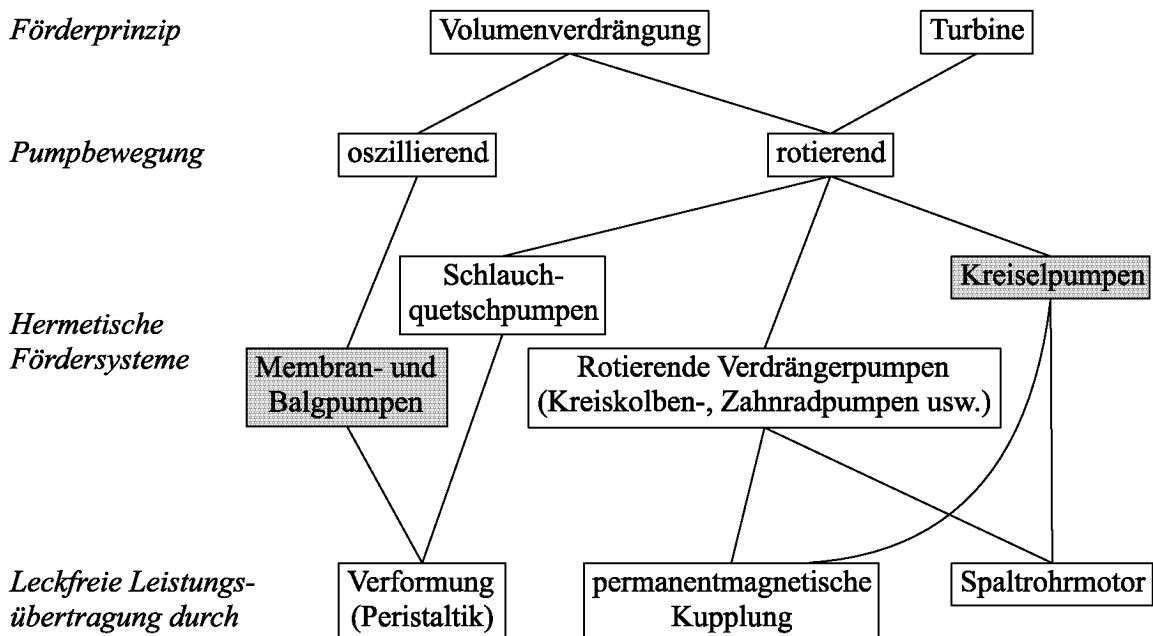 Förderprinzip
Volumenverdrängung
Turbine
Pumpbewegung
oszillierend
rotierend
Hermetische
Fördersysteme
Schlauch-
quetschpumpen
Kreiselpumpen
Membran- und
Balgpumpen
Rotierende Verdrängerpumpen
(Kreiskolben-, Zahnradpumpen usw.)
Leckfreie Leistungs-
übertragung durch
Verformung
(Peristaltik)
permanentmagnetische
Kupplung
Spaltrohrmotor